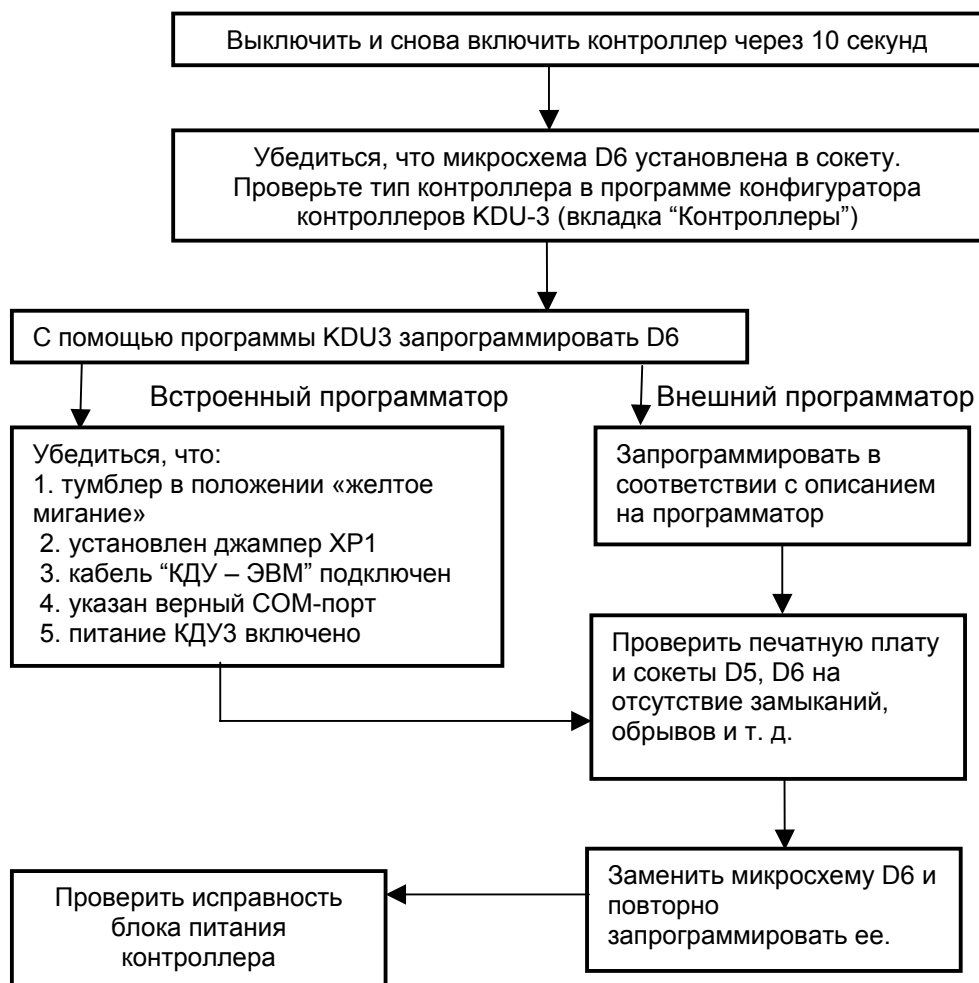 Выключить и снова включить контроллер через 10 секунд
Убедиться, что микросхема D6 установлена в сокету.
Проверьте тип контроллера в программе конфигуратора
контроллеров KDU-3 (вкладка “Контроллеры”)
С помощью программы KDU3 запрограммировать D6
Встроенный программатор
Внешний программатор
Убедиться, что:
1. тумблер в положении «желтое
мигание»
2. установлен джампер XP1
3. кабель “КДУ – ЭВМ” подключен
4. указан верный COM-порт
5. питание КДУ3 включено
Запрограммировать в
соответствии с описанием
на программатор
Проверить печатную плату
и сокеты D5, D6 на
отсутствие замыканий,
обрывов и т. д.
Заменить микросхему D6 и
повторно
запрограммировать ее.
Проверить исправность
блока питания
контроллера